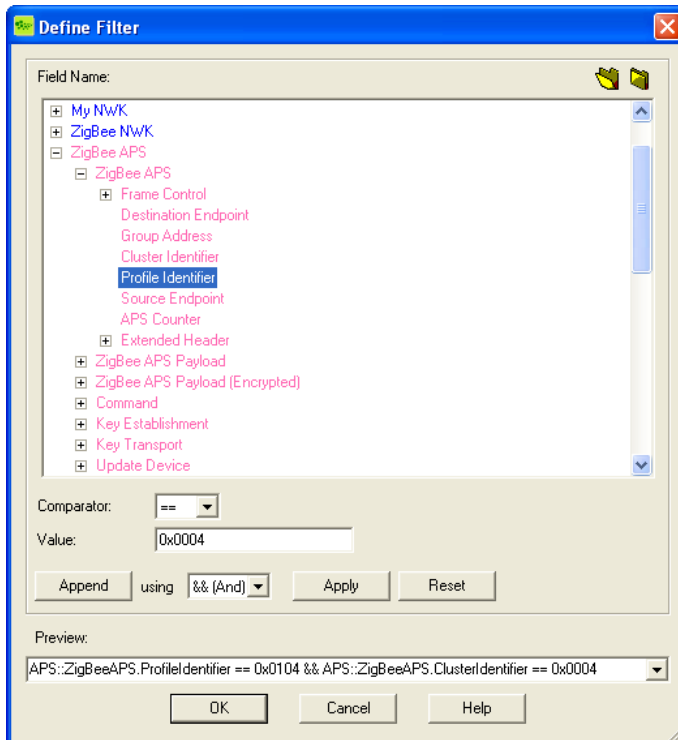 Define Filter
Field Name:
My NWK
ZigBee NWK
ZigBee APS
ZigBee APS
Frame Control
Destination Endpoint
Group Address
Cluster Identifier
Profile Identifier
Source Endpoint
APS Counter
Extended Header
ZigBee APS Payload
ZigBee APS Payload (Encrypted)
Command
Key Establishment
Key Transport
Update Device
Comparator: ==
Value: 0x0004
Append using && (And) Apply Reset
Preview:
APS::ZigBeeAPS.ProfileIdentifier == 0x0104 && APS::ZigBeeAPS.ClusterIdentifier == 0x0004
OK Cancel Help